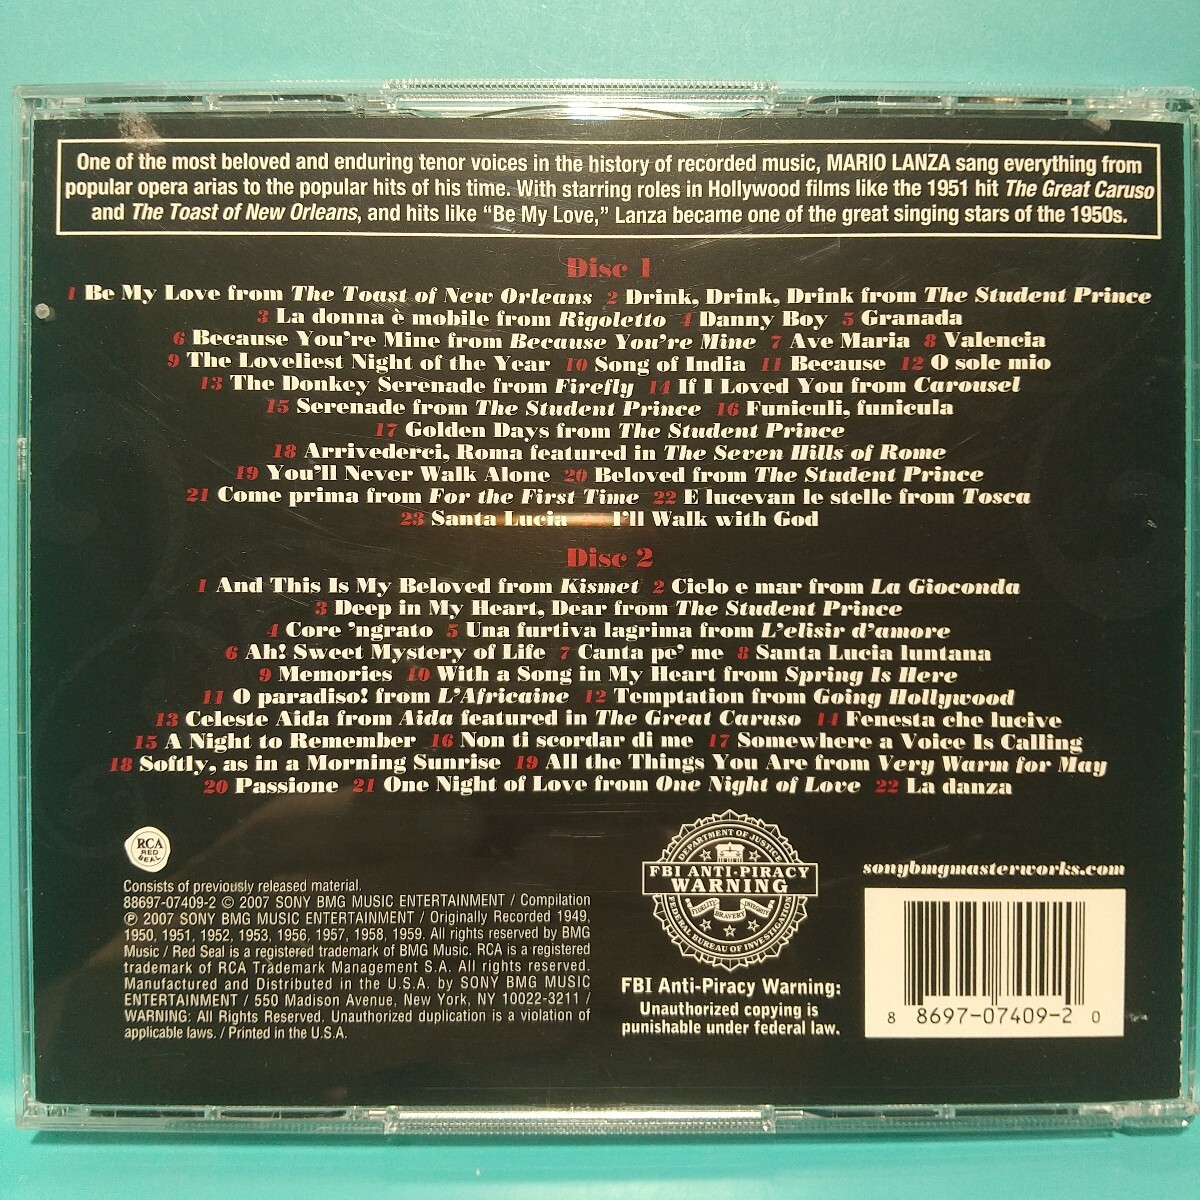 One of the most beloved and enduring tenor voices in the history of recorded music, MARIO LANZA sang everything from
popular opera arias to the popular hits of his time. With starring roles in Hollywood films like the 1951 hit The Great Caruso
and The Toast of New Orleans, and hits like “Be My Love,” Lanza became one of the great singing stars of the 1950s.
Disc 1
1 Be My Love from The Toast of New Orleans 2 Drink, Drink, Drink from The Student Prince
3 La donna è mobile from Rigoletto 4 Danny Boy 5 Granada
6 Because You're Mine from Because You're Mine 7 Ave Maria 8 Valencia
9 The Loveliest Night of the Year 10 Song of India 11 Because 12 O sole mio
13 The Donkey Serenade from Firefly 14 If I Loved You from Carousel
15 Serenade from The Student Prince 16 Funiculi, funicula
17 Golden Days from The Student Prince
18 Arrivederci, Roma featured in The Seven Hills of Rome
19 You'll Never Walk Alone 20 Beloved from The Student Prince
21 Come prima from For the First Time 22 E lucevan le stelle from Tosca
23 Santa Lucia I'll Walk with God
Disc 2
1 And This Is My Beloved from Kismet 2 Cielo e mar from La Gioconda
3 Deep in My Heart, Dear from The Student Prince
4 Core 'ngrato 5 Una furtiva lagrima from L'elisir d'amore
6 Ah! Sweet Mystery of Life 7 Canta pe' me 8 Santa Lucia luntana
9 Memories 10 With a Song in My Heart from Spring Is Here
11 O paradiso! from L'Africaine 12 Temptation from Going Hollywood
13 Celeste Aida from Aida featured in The Great Caruso 14 Fenesta che lucive
15 A Night to Remember 16 Non ti scordar di me 17 Somewhere a Voice Is Calling
18 Softly, as in a Morning Sunrise 19 All the Things You Are from Very Warm for May
20 Passione 21 One Night of Love from One Night of Love 22 La danza
RCA
RED
SEAL
Consists of previously released material.
88697-07409-2 © 2007 SONY BMG MUSIC ENTERTAINMENT / Compilation
℗ 2007 SONY BMG MUSIC ENTERTAINMENT / Originally Recorded 1949,
1950, 1951, 1952, 1953, 1956, 1957, 1958, 1959. All rights reserved by BMG
Music / Red Seal is a registered trademark of BMG Music. RCA is a registered
trademark of RCA Trademark Management S.A. All rights reserved.
Manufactured and Distributed in the U.S.A. by SONY BMG MUSIC
ENTERTAINMENT / 550 Madison Avenue, New York, NY 10022-3211 /
WARNING: All Rights Reserved. Unauthorized duplication is a violation of
applicable laws. / Printed in the U.S.A.
DEPARTMENT OF JUSTICE
FBI ANTI-PIRACY
WARNING
FIDELITY BRAVERY INTEGRITY
FEDERAL BUREAU OF INVESTIGATION
FBI Anti-Piracy Warning:
Unauthorized copying is
punishable under federal law.
sonybmgmasterworks.com
8 8697-07409-2 0